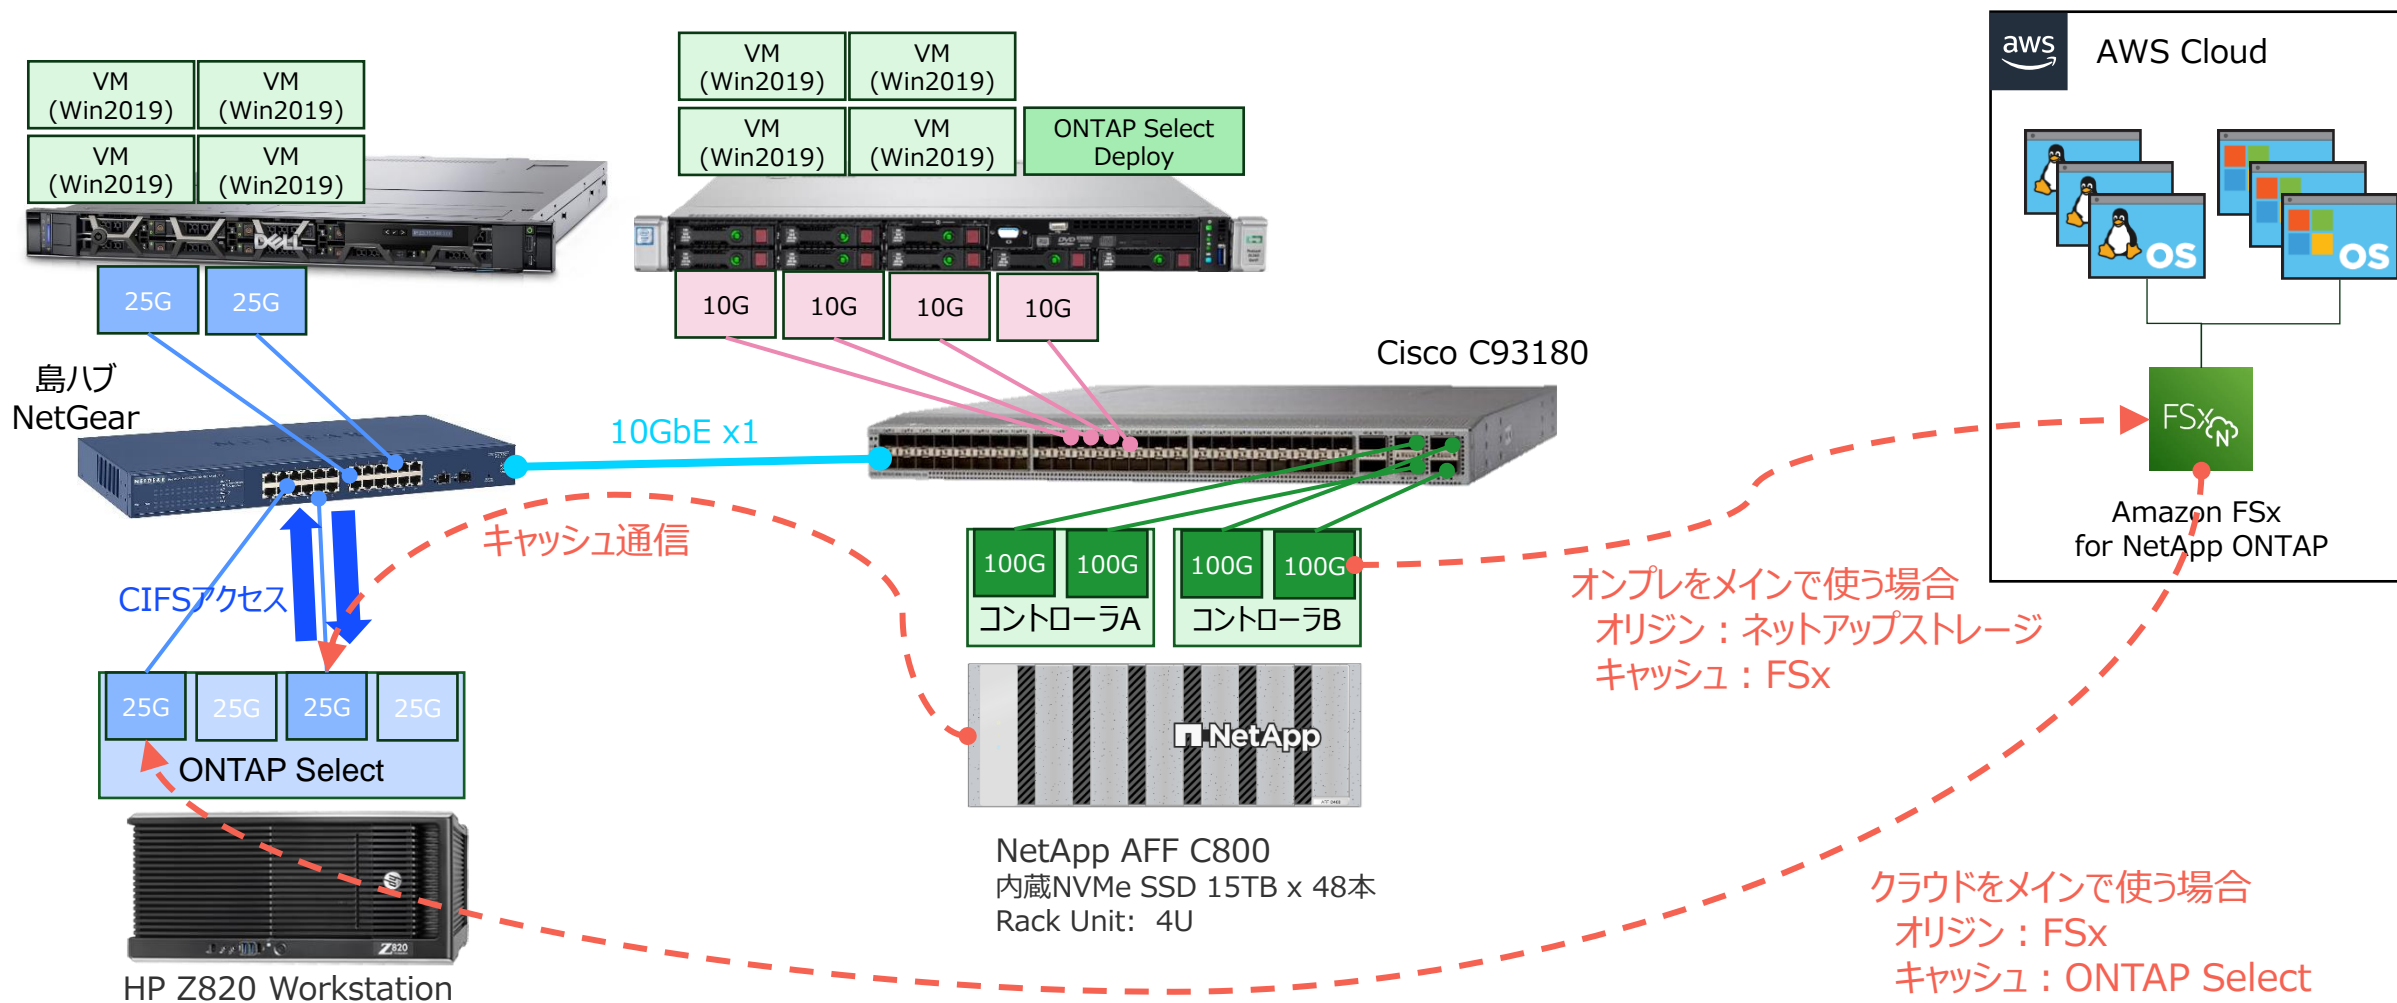 VM
(Win2019)
VM
(Win2019)
VM
(Win2019)
VM
(Win2019)
DELL
25G
25G
島ハブ
NetGear
NETGEAR
CIFSアクセス
25G
25G
25G
25G
ONTAP Select
hp
Z820
HP Z820 Workstation
VM
(Win2019)
VM
(Win2019)
VM
(Win2019)
VM
(Win2019)
ONTAP Select
Deploy
10G
10G
10G
10G
10GbE x1
Cisco C93180
キャッシュ通信
100G
100G
コントローラA
100G
100G
コントローラB
NetApp
NetApp AFF C800
内蔵NVMe SSD 15TB x 48本
Rack Unit: 4U
オンプレをメインで使う場合
オリジン：ネットアップストレージ
キャッシュ：FSx
aws
AWS Cloud
OS
OS
FSx
N
Amazon FSx
for NetApp ONTAP
クラウドをメインで使う場合
オリジン：FSx
キャッシュ：ONTAP Select